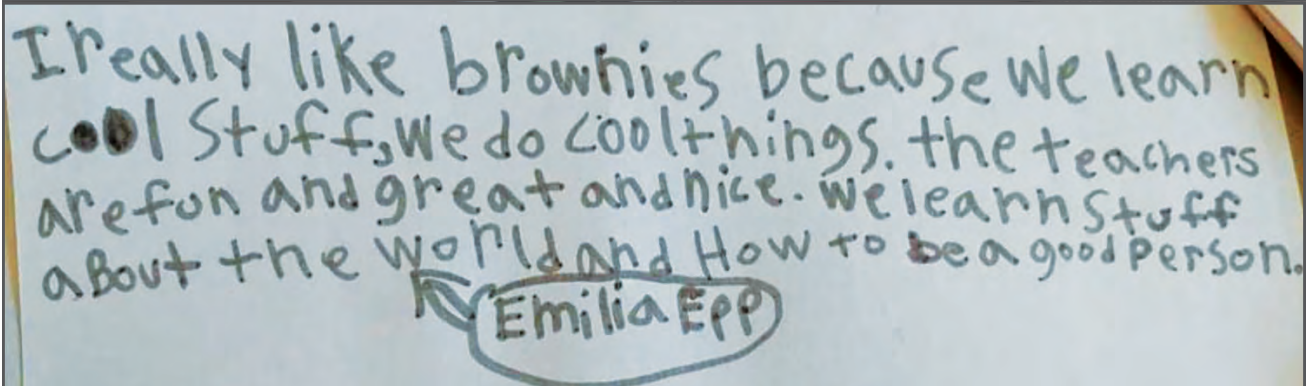 I really like brownies because we learn
cool stuff, we do cool things. the teachers
are fun and great and nice. we learn stuff
aBout the world and How to be a good person.
Emilia Epp